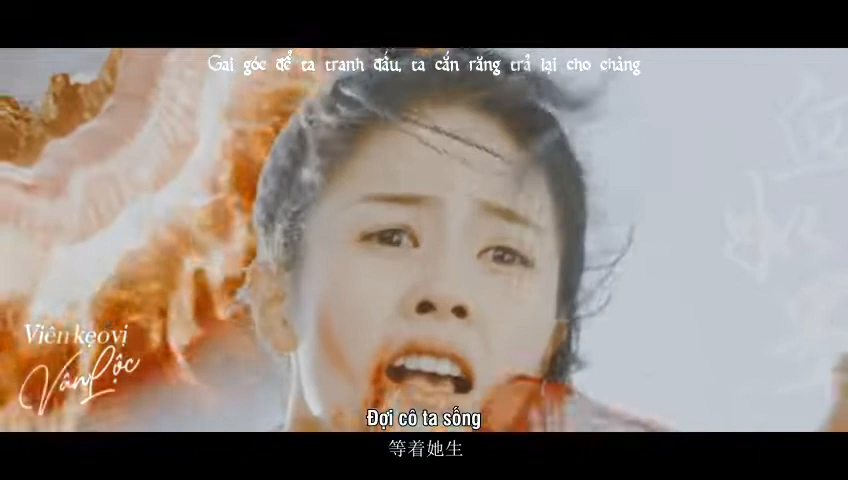 Gai góc để ta tranh đấu, ta cắn răng trả lại cho chàng
Viên kẹo vị
Vân Lộc
Đợi cô ta sống
等着她生